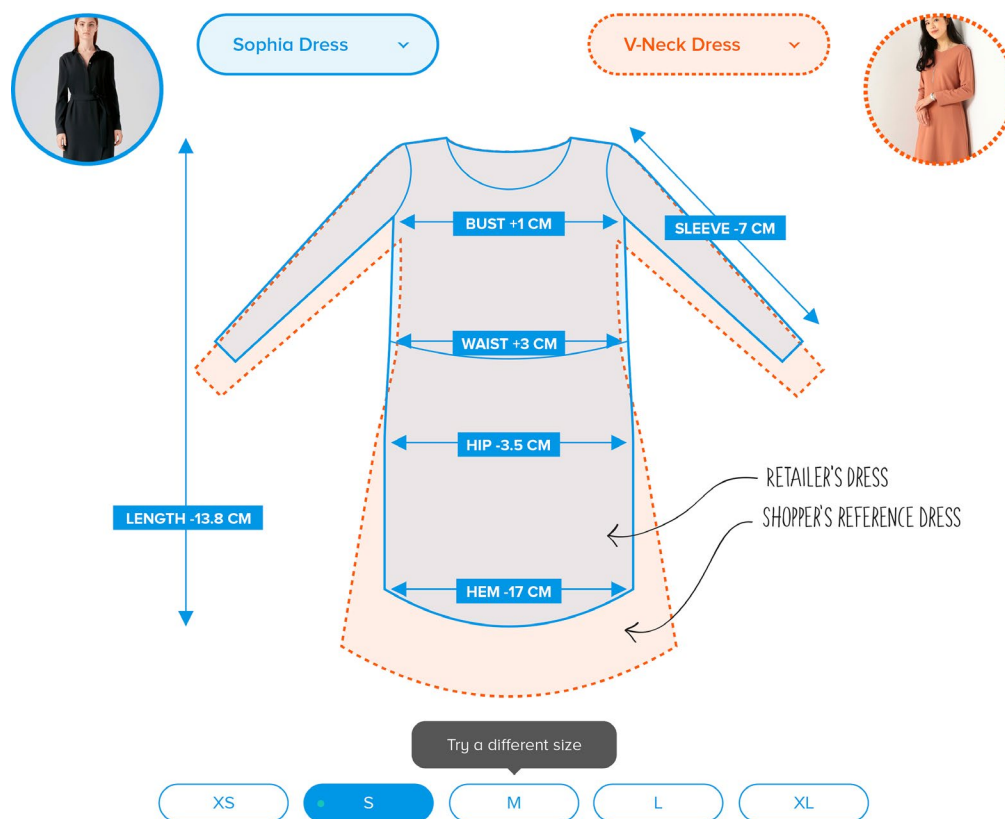 Sophia Dress
V-Neck Dress
BUST +1 CM
SLEEVE -7 CM
WAIST +3 CM
HIP -3.5 CM
RETAILER'S DRESS
LENGTH -13.8 CM
SHOPPER'S REFERENCE DRESS
HEM -17 CM
Try a different size
XS
S
M
L
XL